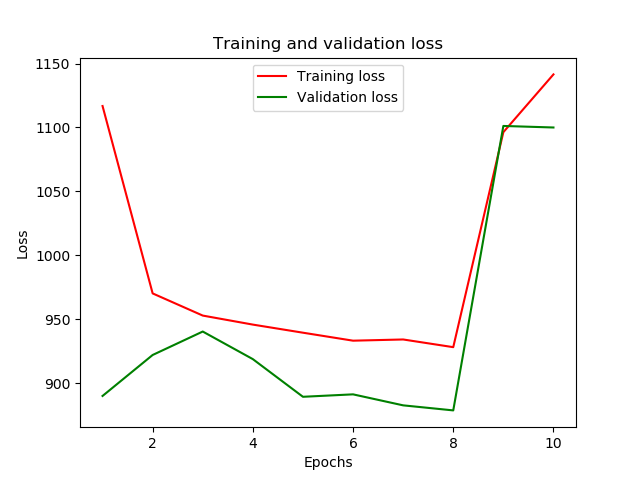 Training and validation loss
Training loss
Validation loss
1150
1100
1050
1000
950
900
Loss
2 4 6 8 10
Epochs